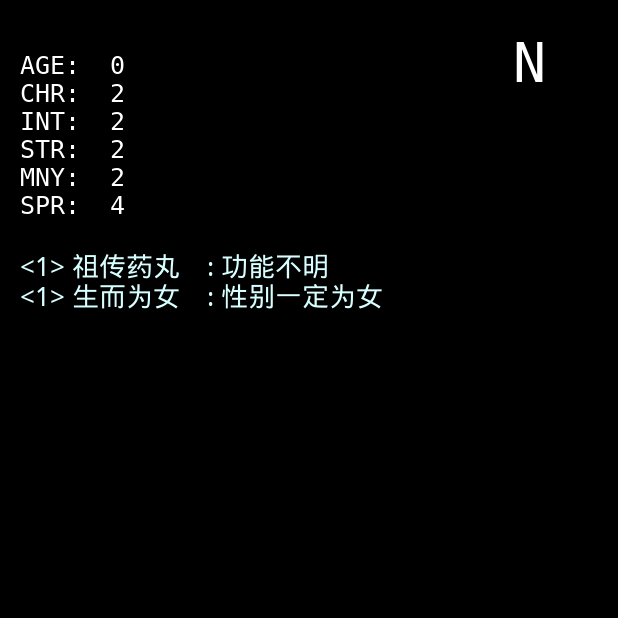 N
AGE: 0
CHR: 2
INT: 2
STR: 2
MNY: 2
SPR: 4
<1> 祖传药丸 : 功能不明
<1> 生而为女 : 性别一定为女